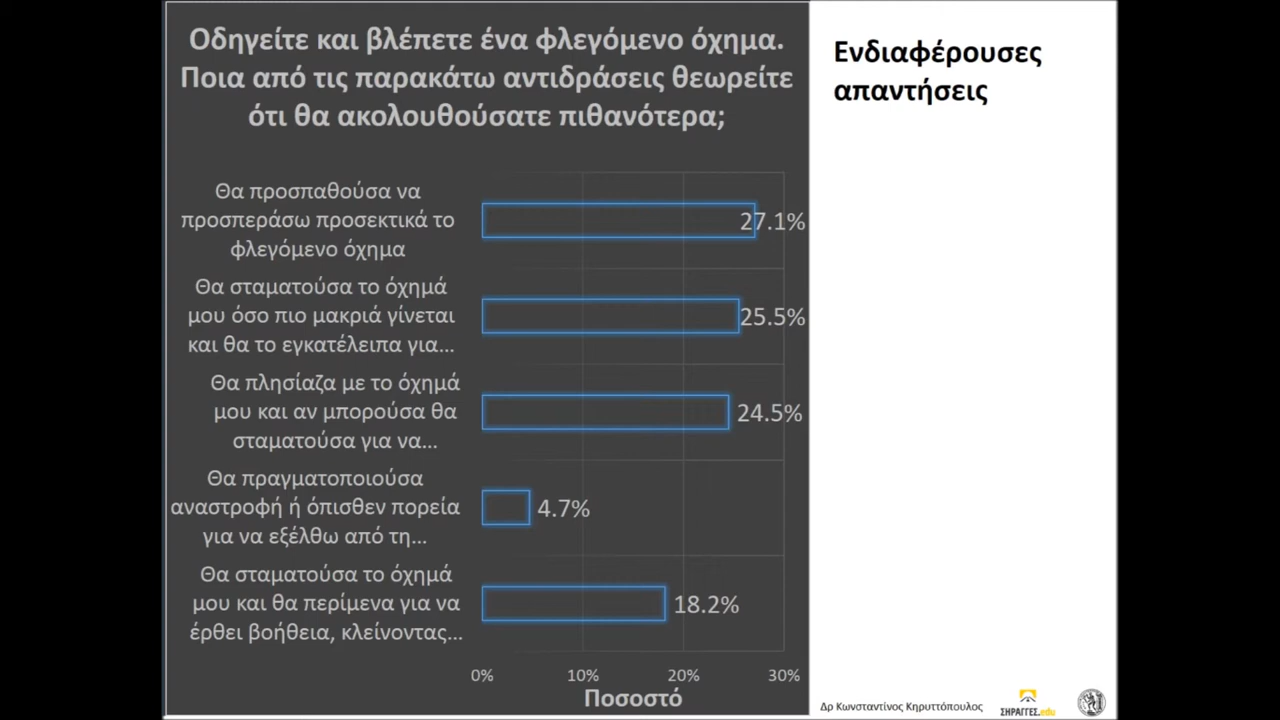 Οδηγείτε και βλέπετε ένα φλεγόμενο όχημα.
Ποια από τις παρακάτω αντιδράσεις θεωρείτε
ότι θα ακολουθούσατε πιθανότερα;
Θα προσπαθούσα να
προσπεράσω προσεκτικά το
φλεγόμενο όχημα
27.1%
Θα σταματούσα το όχημά
μου όσο πιο μακριά γίνεται
και θα το εγκατέλειπα για...
25.5%
Θα πλησίαζα με το όχημά
μου και αν μπορούσα θα
σταματούσα για να...
24.5%
Θα πραγματοποιούσα
αναστροφή ή όπισθεν πορεία
για να εξέλθω από τη...
4.7%
Θα σταματούσα το όχημά
μου και θα περίμενα για να
έρθει βοήθεια, κλείνοντας...
18.2%
0% 10% 20% 30%
Ποσοστό
Ενδιαφέρουσες
απαντήσεις
Δρ Κωνσταντίνος Κηρυττόπουλος
ΣΗΡΑΓΓΕΣ.edu